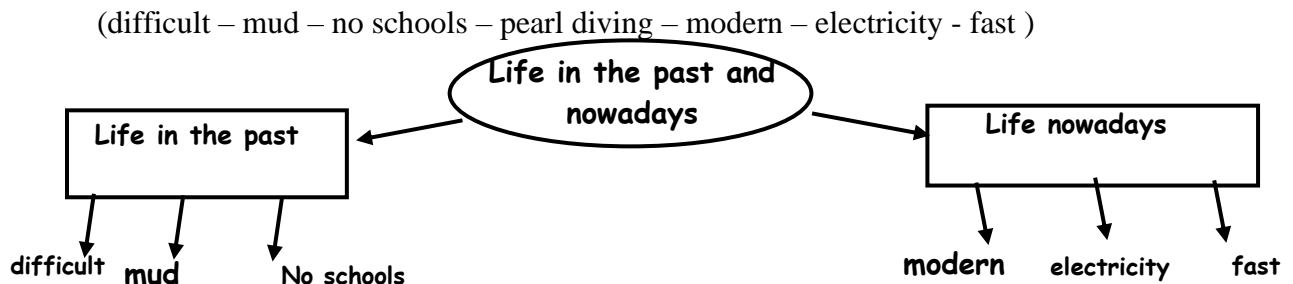 (difficult – mud – no schools – pearl diving – modern – electricity - fast )
Life in the past and
nowadays
Life in the past
Life nowadays
difficult
mud
No schools
modern
electricity
fast